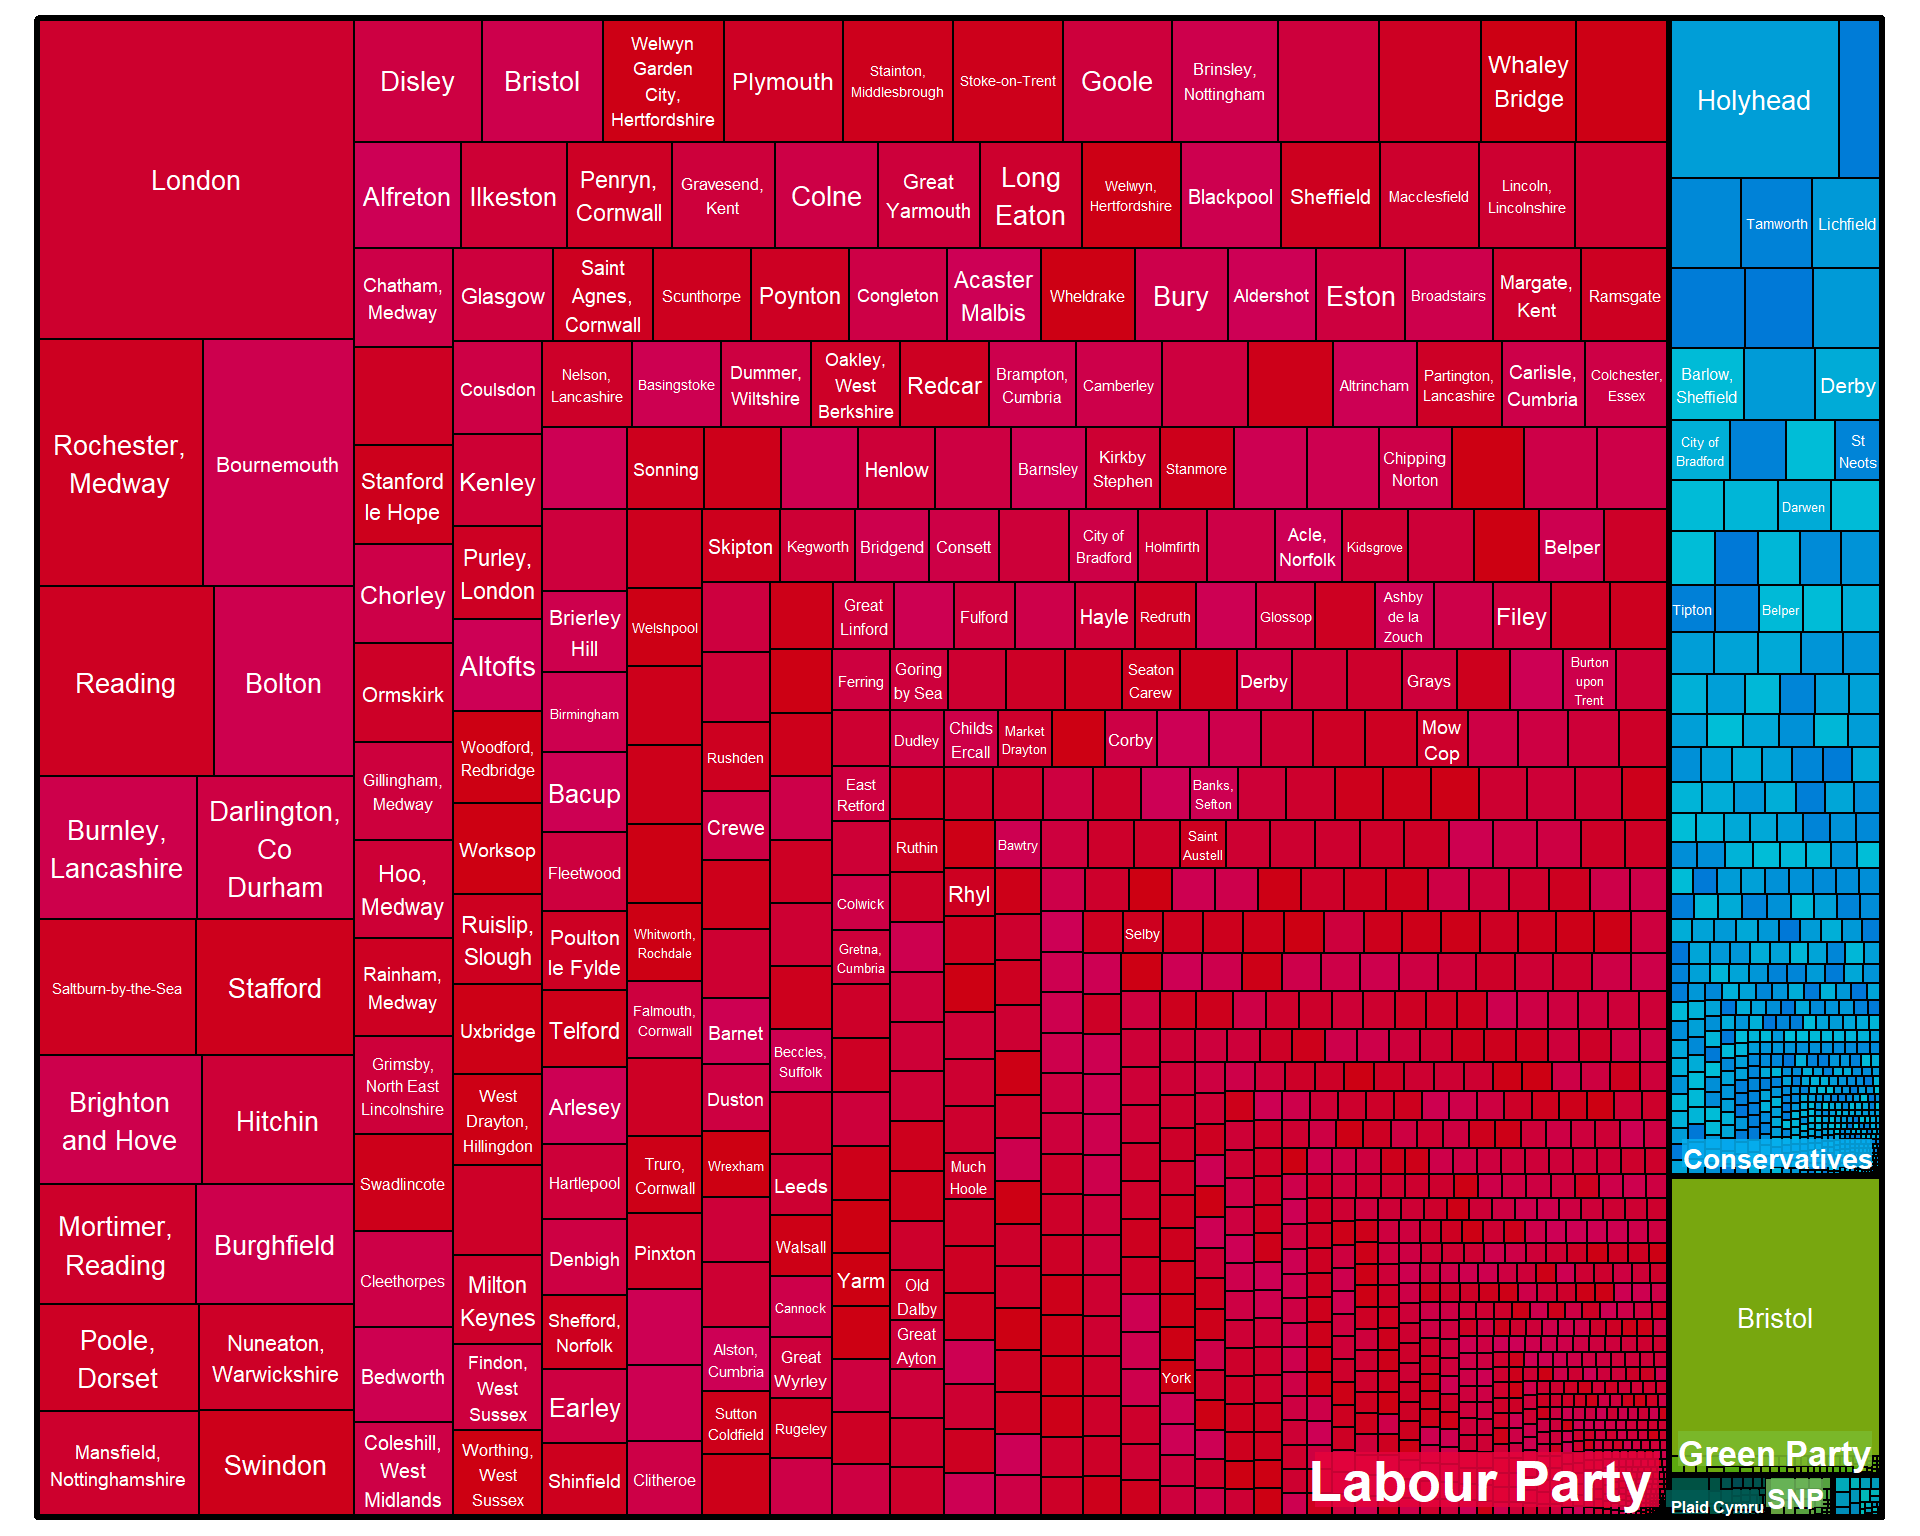 London
Disley
Bristol
Welwyn
Garden
City,
Hertfordshire
Plymouth
Stainton,
Middlesbrough
Stoke-on-Trent
Goole
Brinsley,
Nottingham
Whaley
Bridge
Alfreton
Ilkeston
Penryn,
Cornwall
Gravesend,
Kent
Colne
Great
Yarmouth
Long
Eaton
Welwyn,
Hertfordshire
Blackpool
Sheffield
Macclesfield
Lincoln,
Lincolnshire
Chatham,
Medway
Glasgow
Saint
Agnes,
Cornwall
Scunthorpe
Poynton
Congleton
Acaster
Malbis
Wheldrake
Bury
Aldershot
Eston
Broadstairs
Margate,
Kent
Ramsgate
Coulsdon
Nelson,
Lancashire
Basingstoke
Dummer,
Wiltshire
Oakley,
West
Berkshire
Redcar
Brampton,
Cumbria
Camberley
Altrincham
Partington,
Lancashire
Carlisle,
Cumbria
Colchester,
Essex
Rochester,
Medway
Bournemouth
Stanford
le Hope
Kenley
Sonning
Henlow
Barnsley
Kirkby
Stephen
Stanmore
Chipping
Norton
Purley,
London
Skipton
Kegworth
Bridgend
Consett
City of
Bradford
Holmfirth
Acle,
Norfolk
Kidsgrove
Belper
Chorley
Brierley
Hill
Welshpool
Great
Linford
Fulford
Hayle
Redruth
Glossop
Ashby
de la
Zouch
Filey
Reading
Bolton
Ormskirk
Altofts
Birmingham
Ferring
Goring
by Sea
Seaton
Carew
Derby
Grays
Burton
upon
Trent
Woodford,
Redbridge
Rushden
Dudley
Childs
Ercall
Market
Drayton
Corby
Mow
Cop
Gillingham,
Medway
Bacup
Crewe
East
Retford
Banks,
Sefton
Burnley,
Lancashire
Darlington,
Co
Durham
Hoo,
Medway
Worksop
Fleetwood
Ruthin
Bawtry
Saint
Austell
Colwick
Rhyl
Saltburn-by-the-Sea
Stafford
Rainham,
Medway
Ruislip,
Slough
Poulton
le Fylde
Whitworth,
Rochdale
Gretna,
Cumbria
Selby
Uxbridge
Telford
Falmouth,
Cornwall
Barnet
Beccles,
Suffolk
Brighton
and Hove
Hitchin
Grimsby,
North East
Lincolnshire
West
Drayton,
Hillingdon
Arlesey
Duston
Swadlincote
Hartlepool
Truro,
Cornwall
Wrexham
Leeds
Much
Hoole
Mortimer,
Reading
Burghfield
Cleethorpes
Milton
Keynes
Denbigh
Pinxton
Walsall
Yarm
Old
Dalby
Cannock
Poole,
Dorset
Nuneaton,
Warwickshire
Bedworth
Findon,
West
Sussex
Shefford,
Norfolk
Earley
Alston,
Cumbria
Great
Wyrley
Great
Ayton
York
Mansfield,
Nottinghamshire
Swindon
Coleshill,
West
Midlands
Worthing,
West
Sussex
Shinfield
Clitheroe
Sutton
Coldfield
Rugeley
Labour Party
Holyhead
Tamworth
Lichfield
Barlow,
Sheffield
Derby
City of
Bradford
St
Neots
Darwen
Tipton
Belper
Conservatives
Bristol
Green Party
Plaid Cymru
SNP